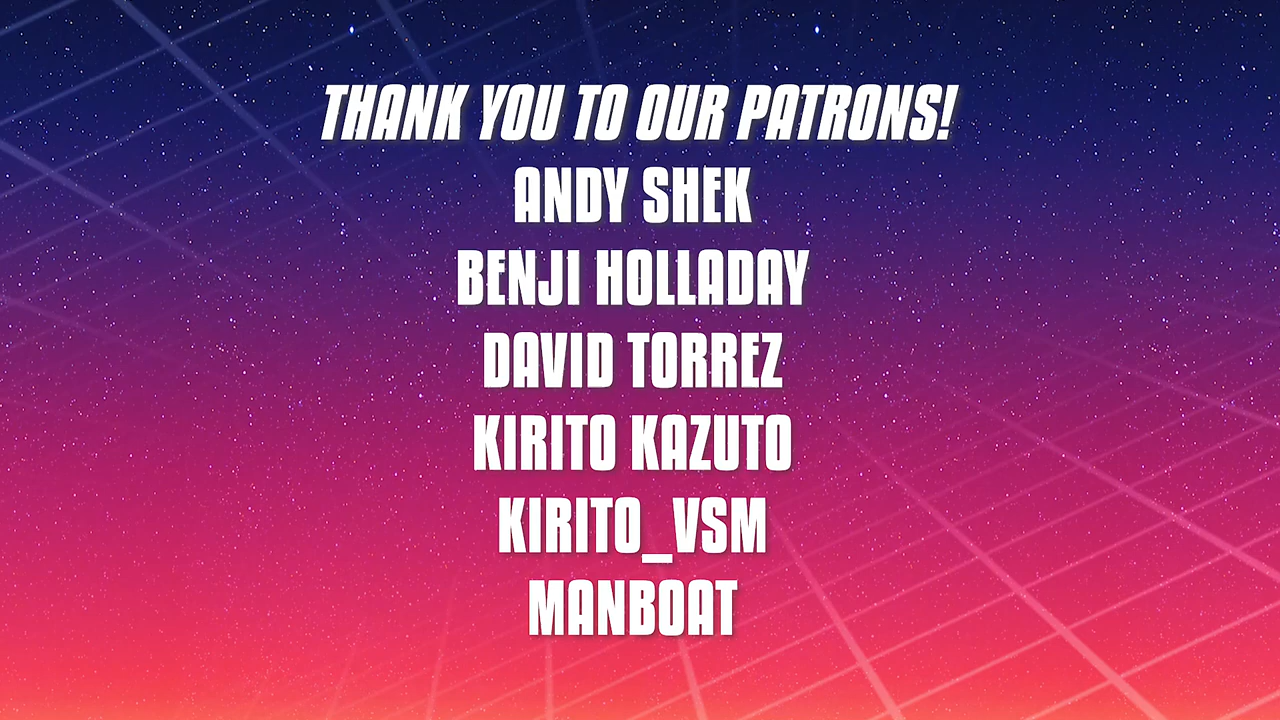 THANK YOU TO OUR PATRONS!
ANDY SHEK
BENJI HOLLADAY
DAVID TORREZ
KIRITO KAZUTO
KIRITO_VSM
MANBOAT